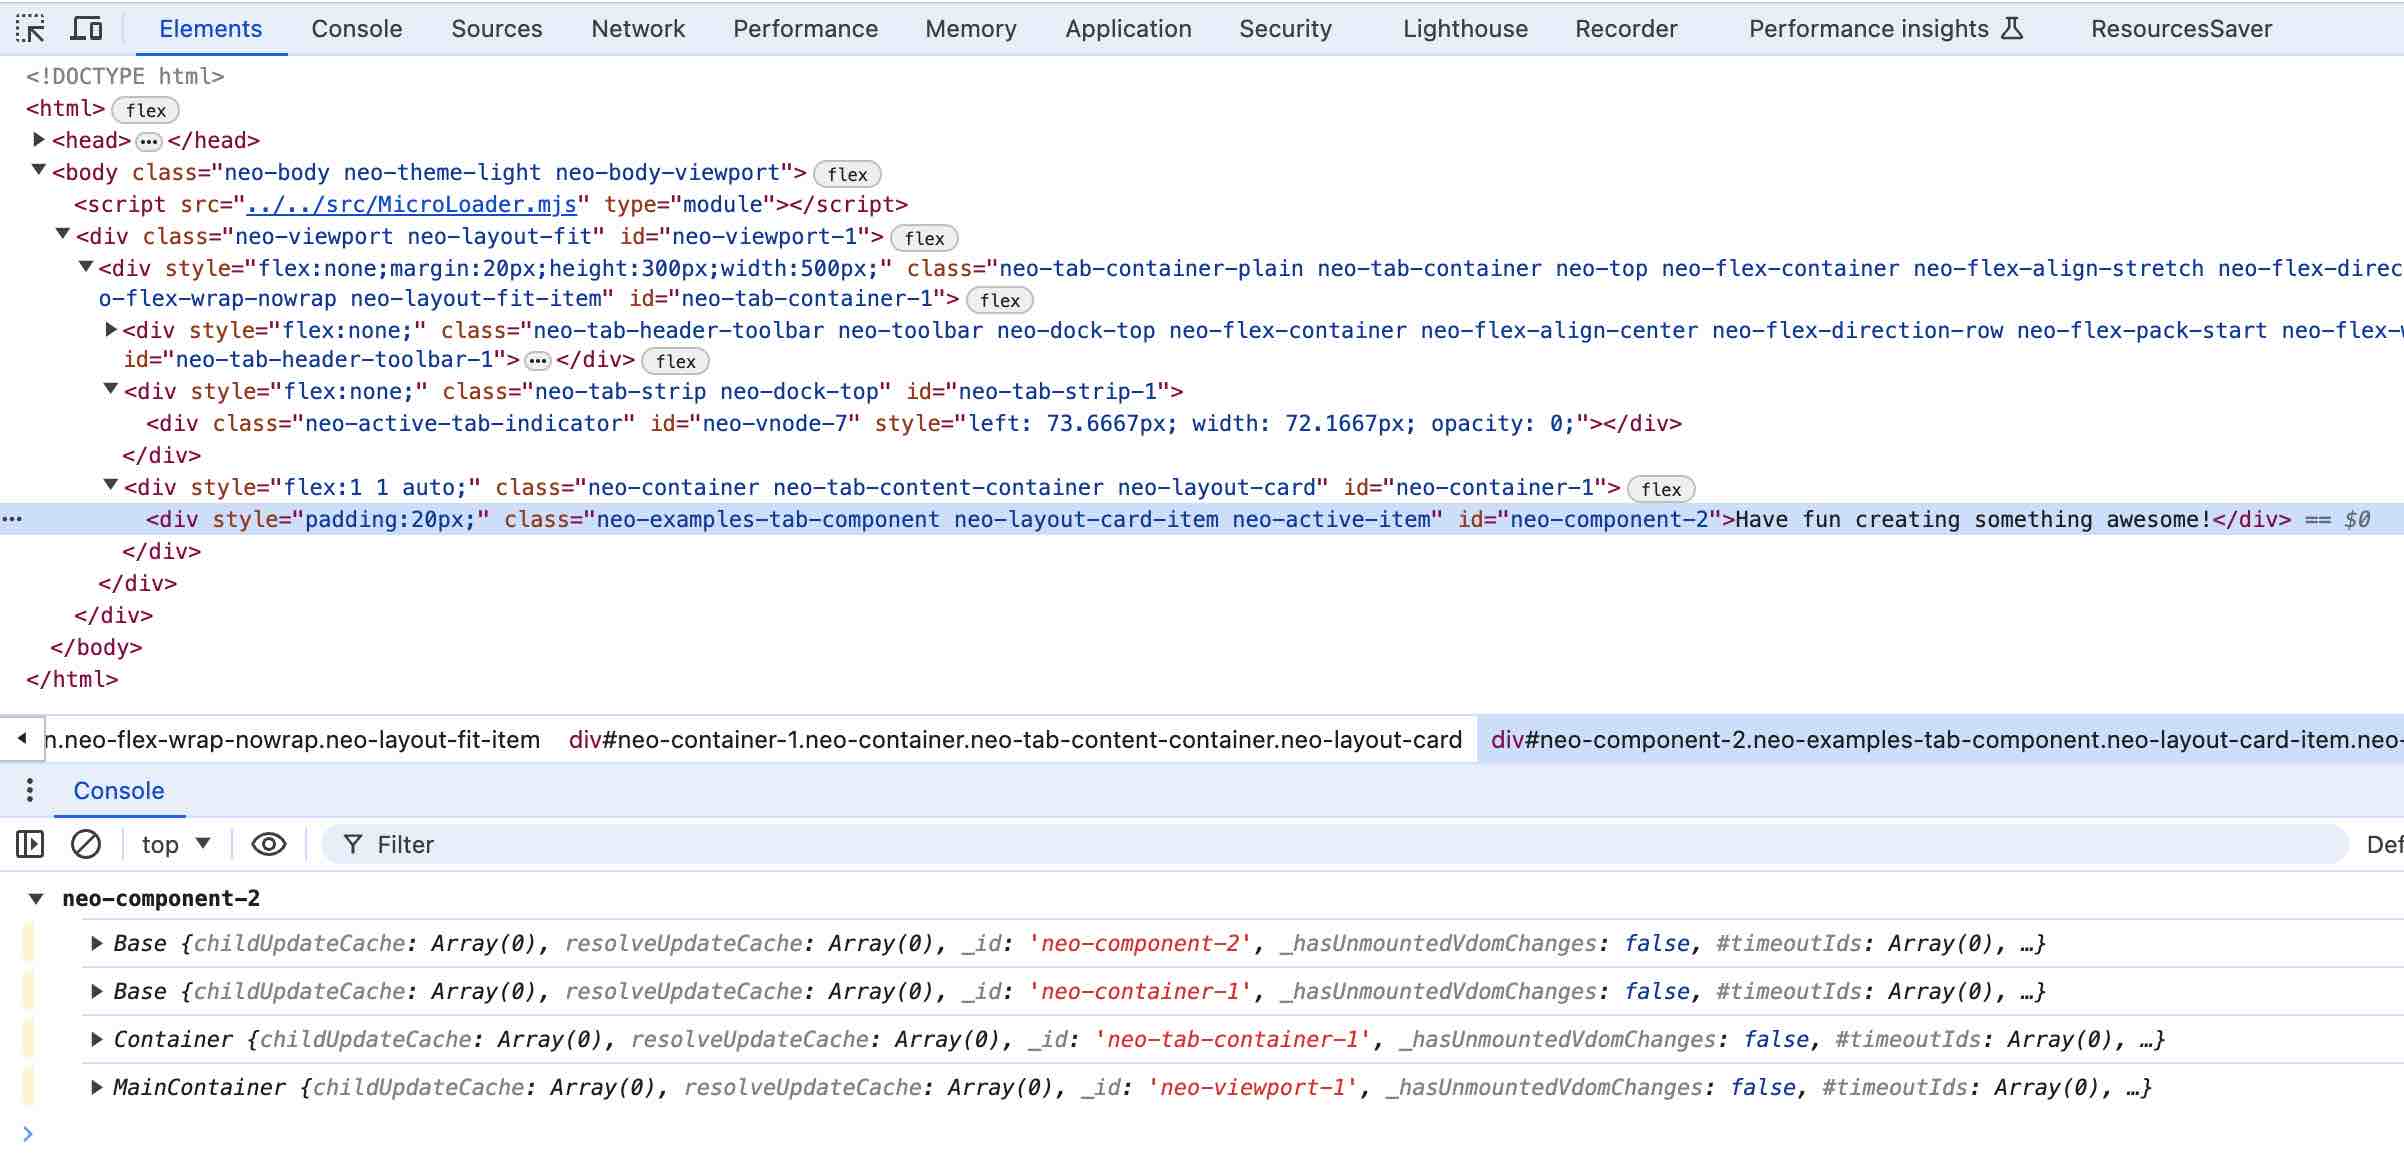 Elements Console Sources Network Performance Memory Application Security Lighthouse Recorder Performance insights ResourcesSaver
<!DOCTYPE html>
<html> flex
<head> ••• </head>
<body class="neo-body neo-theme-light neo-body-viewport"> flex
<script src="../../src/MicroLoader.mjs" type="module"></script>
<div class="neo-viewport neo-layout-fit" id="neo-viewport-1"> flex
<div style="flex:none;margin:20px;height:300px;width:500px;" class="neo-tab-container-plain neo-tab-container neo-top neo-flex-container neo-flex-align-stretch neo-flex-direc
o-flex-wrap-nowrap neo-layout-fit-item" id="neo-tab-container-1"> flex
<div style="flex:none;" class="neo-tab-header-toolbar neo-toolbar neo-dock-top neo-flex-container neo-flex-align-center neo-flex-direction-row neo-flex-pack-start neo-flex-w
id="neo-tab-header-toolbar-1"> ••• </div> flex
<div style="flex:none;" class="neo-tab-strip neo-dock-top" id="neo-tab-strip-1">
<div class="neo-active-tab-indicator" id="neo-vnode-7" style="left: 73.6667px; width: 72.1667px; opacity: 0;"></div>
</div>
<div style="flex:1 1 auto;" class="neo-container neo-tab-content-container neo-layout-card" id="neo-container-1"> flex
••• <div style="padding:20px;" class="neo-examples-tab-component neo-layout-card-item neo-active-item" id="neo-component-2">Have fun creating something awesome!</div> == $0
</div>
</div>
</div>
</body>
</html>
n.neo-flex-wrap-nowrap.neo-layout-fit-item div#neo-container-1.neo-container.neo-tab-content-container.neo-layout-card div#neo-component-2.neo-examples-tab-component.neo-layout-card-item.neo-
Console
top Filter Def
neo-component-2
Base {childUpdateCache: Array(0), resolveUpdateCache: Array(0), _id: 'neo-component-2', _hasUnmountedVdomChanges: false, #timeoutIds: Array(0), …}
Base {childUpdateCache: Array(0), resolveUpdateCache: Array(0), _id: 'neo-container-1', _hasUnmountedVdomChanges: false, #timeoutIds: Array(0), …}
Container {childUpdateCache: Array(0), resolveUpdateCache: Array(0), _id: 'neo-tab-container-1', _hasUnmountedVdomChanges: false, #timeoutIds: Array(0), …}
MainContainer {childUpdateCache: Array(0), resolveUpdateCache: Array(0), _id: 'neo-viewport-1', _hasUnmountedVdomChanges: false, #timeoutIds: Array(0), …}